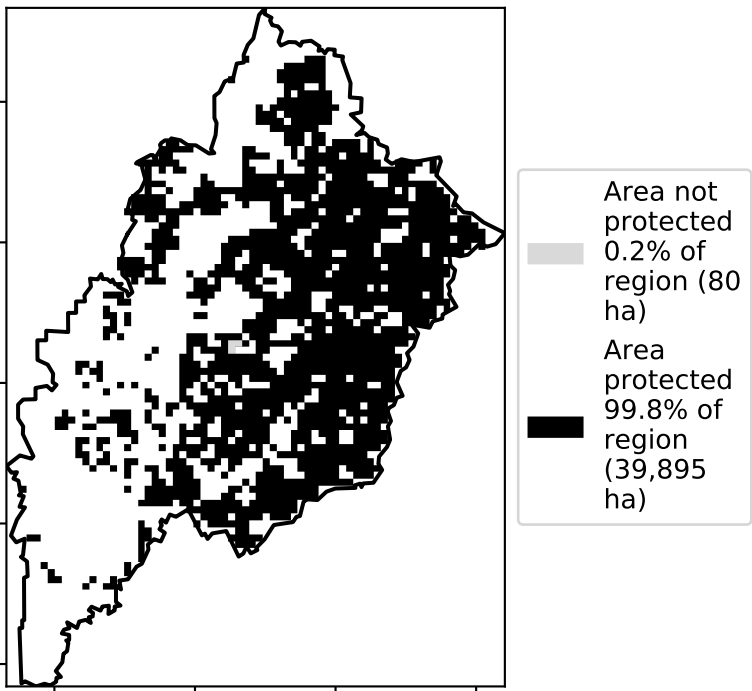 Area not
protected
0.2% of
region (80
ha)
Area
protected
99.8% of
region
(39,895
ha)